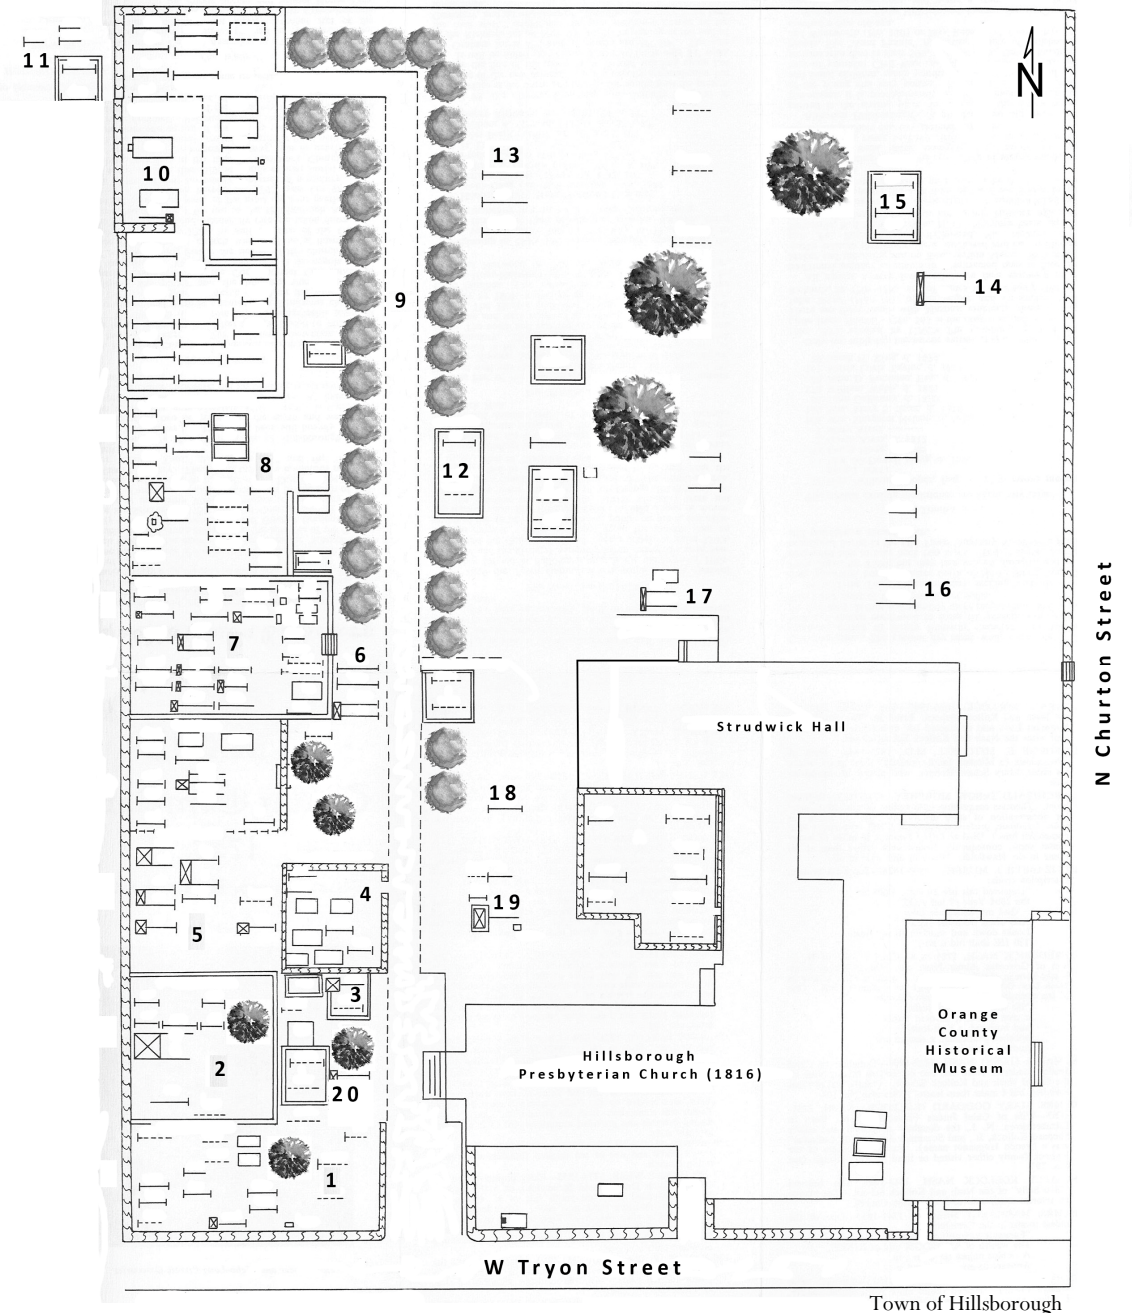 11
N
13
10
15
14
9
12
8
17
16
7
6
N Churton Street
Strudwick Hall
18
4
19
5
3
2
20
Hillsborough
Presbyterian Church (1816)
Orange
County
Historical
Museum
1
W Tryon Street
Town of Hillsborough